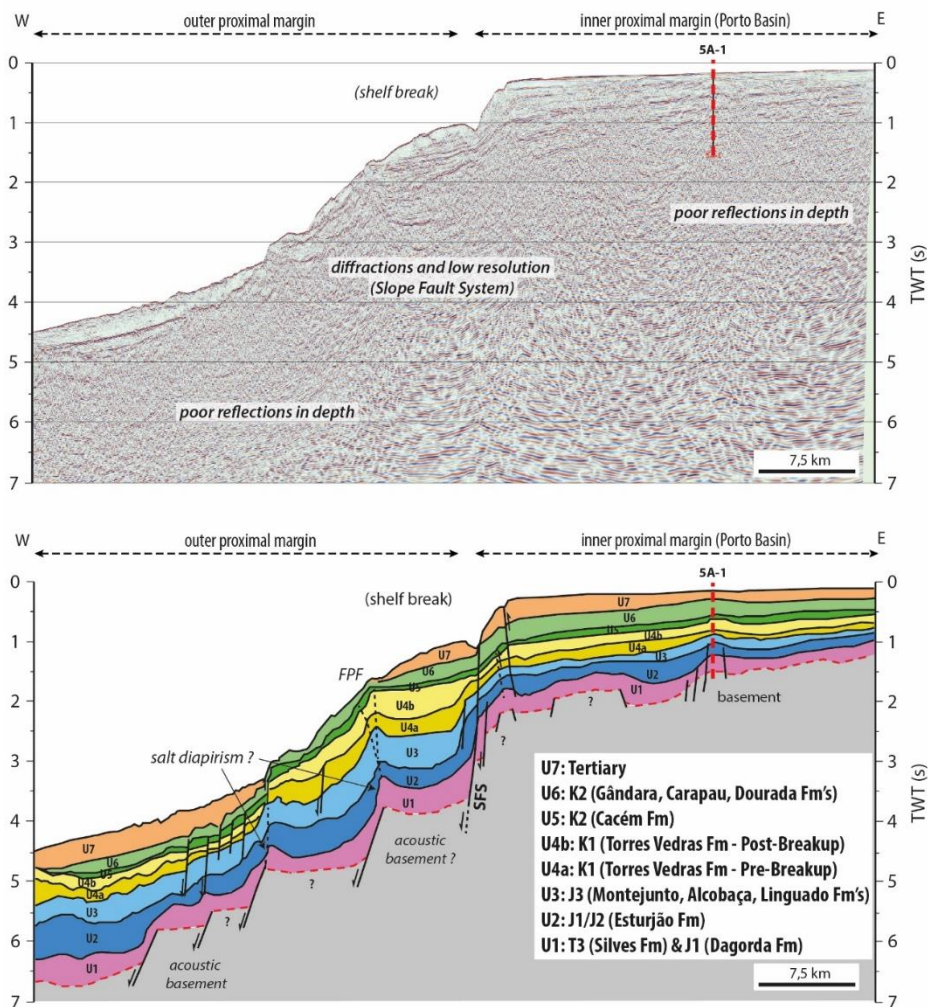 W
outer proximal margin
inner proximal margin (Porto Basin)
E
5A-1
(shelf break)
poor reflections in depth
diffractions and low resolution
(Slope Fault System)
poor reflections in depth
0
1
2
3
4
5
6
7
0
1
2
3
4
5
6
7
TWT (s)
7,5 km
W
outer proximal margin
inner proximal margin (Porto Basin)
E
5A-1
(shelf break)
0
1
2
3
4
5
6
7
0
1
2
3
4
5
6
7
TWT (s)
U7
U6
U5
U4b
U4a
U3
U2
U1
basement
?
?
U7
U6
FPF
U5
U4b
U4a
U3
U2
U1
SFS
salt diapirism ?
?
acoustic
basement ?
?
?
?
U7
U6
U5
U4b
U4a
U3
U2
U1
acoustic
basement
U7: Tertiary
U6: K2 (Gândara, Carapau, Dourada Fm's)
U5: K2 (Cacém Fm)
U4b: K1 (Torres Vedras Fm - Post-Breakup)
U4a: K1 (Torres Vedras Fm - Pre-Breakup)
U3: J3 (Montejunto, Alcobaça, Linguado Fm's)
U2: J1/J2 (Esturjão Fm)
U1: T3 (Silves Fm) & J1 (Dagorda Fm)
7,5 km